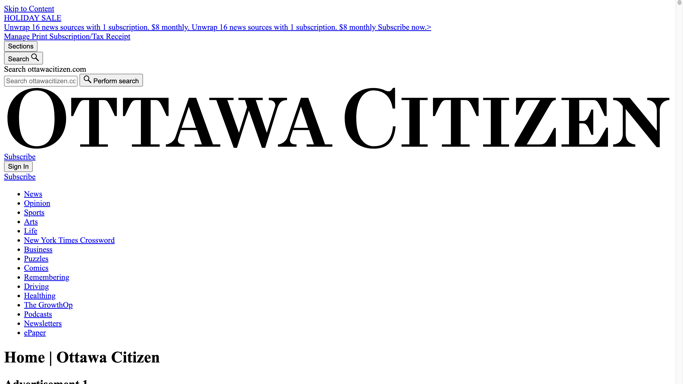 Skip to Content
HOLIDAY SALE
Unwrap 16 news sources with 1 subscription. $8 monthly. Unwrap 16 news sources with 1 subscription. $8 monthly Subscribe now.>
Manage Print Subscription/Tax Receipt
Sections
Search
Search ottawacitizen.com
Search ottawacitizen.co
Perform search
OTTAWA CITIZEN
Subscribe
Sign In
Subscribe
News
Opinion
Sports
Arts
Life
New York Times Crossword
Business
Puzzles
Comics
Remembering
Driving
Healthing
The GrowthOp
Podcasts
Newsletters
ePaper
Home | Ottawa Citizen
Advertisement 1